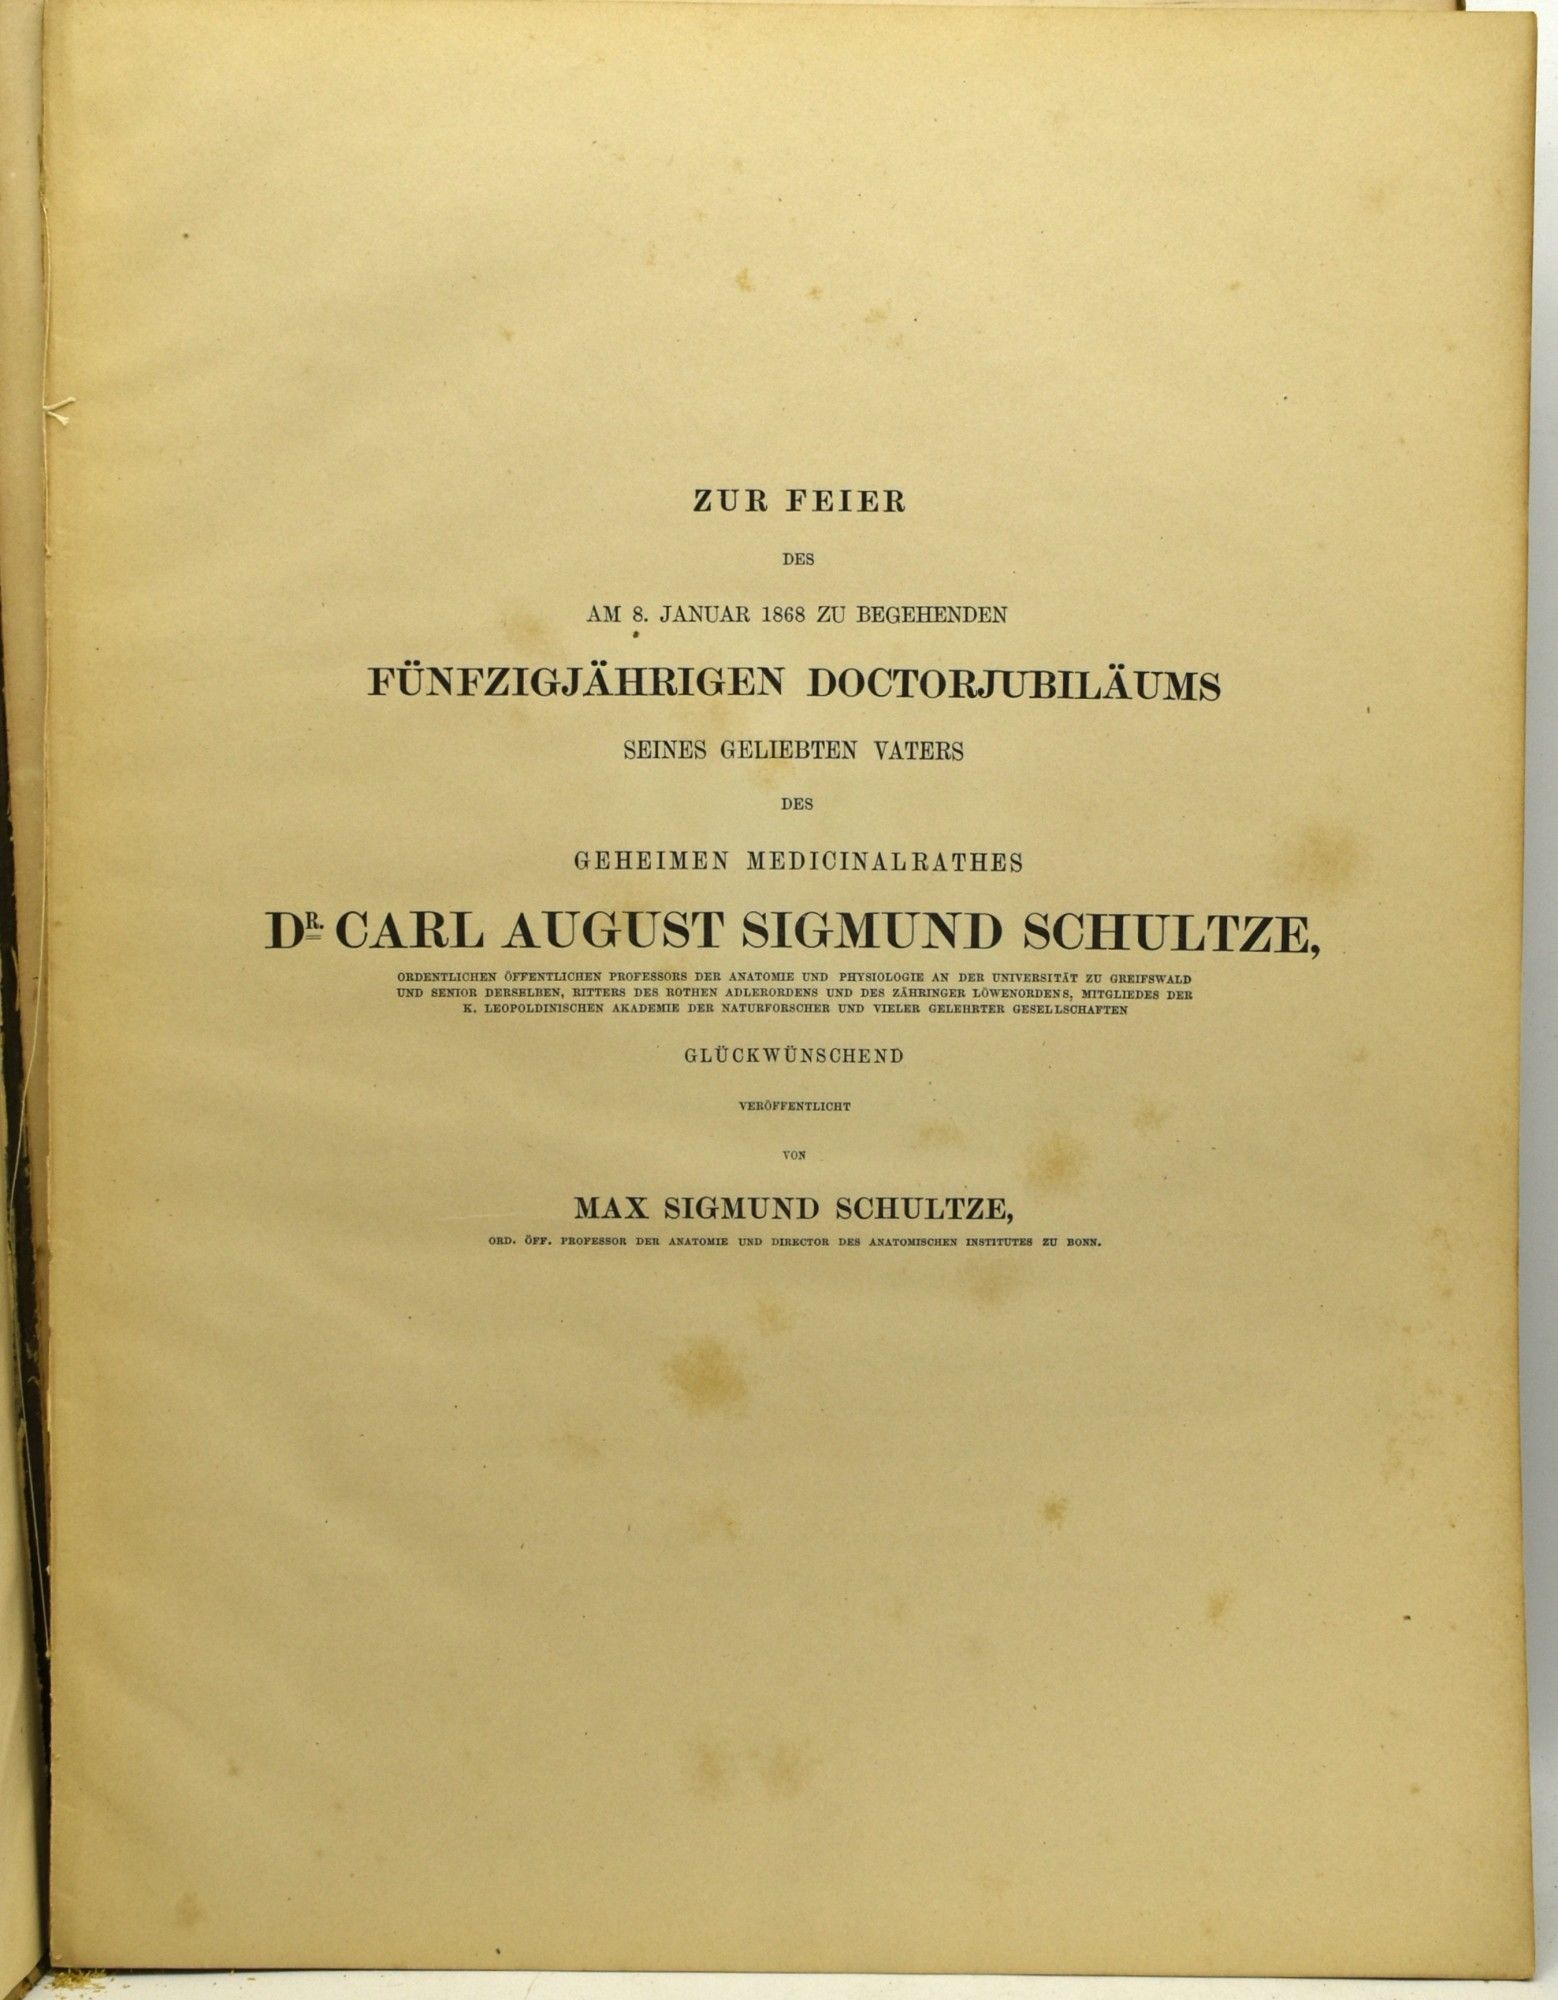 ZUR FEIER
DES
AM 8. JANUAR 1868 ZU BEGEHENDEN
FÜNFZIGJÄHRIGEN DOCTORJUBILÄUMS
SEINES GELIEBTEN VATERS
DES
GEHEIMEN MEDICINALRATHES
DR. CARL AUGUST SIGMUND SCHULTZE,
ORDENTLICHEN ÖFFENTLICHEN PROFESSORS DER ANATOMIE UND PHYSIOLOGIE AN DER UNIVERSITÄT ZU GREIFSWALD
UND SENIOR DERSELBEN, RITTERS DES ROTHEN ADLERORDENS UND DES ZÄHRINGER LÖWENORDENS, MITGLIEDES DER
K. LEOPOLDINISCHEN AKADEMIE DER NATURFORSCHER UND VIELER GELEHRTER GESELLSCHAFTEN
GLÜCKWÜNSCHEND
VERÖFFENTLICHT
VON
MAX SIGMUND SCHULTZE,
ORD. ÖFF. PROFESSOR DER ANATOMIE UND DIRECTOR DES ANATOMISCHEN INSTITUTES ZU BONN.